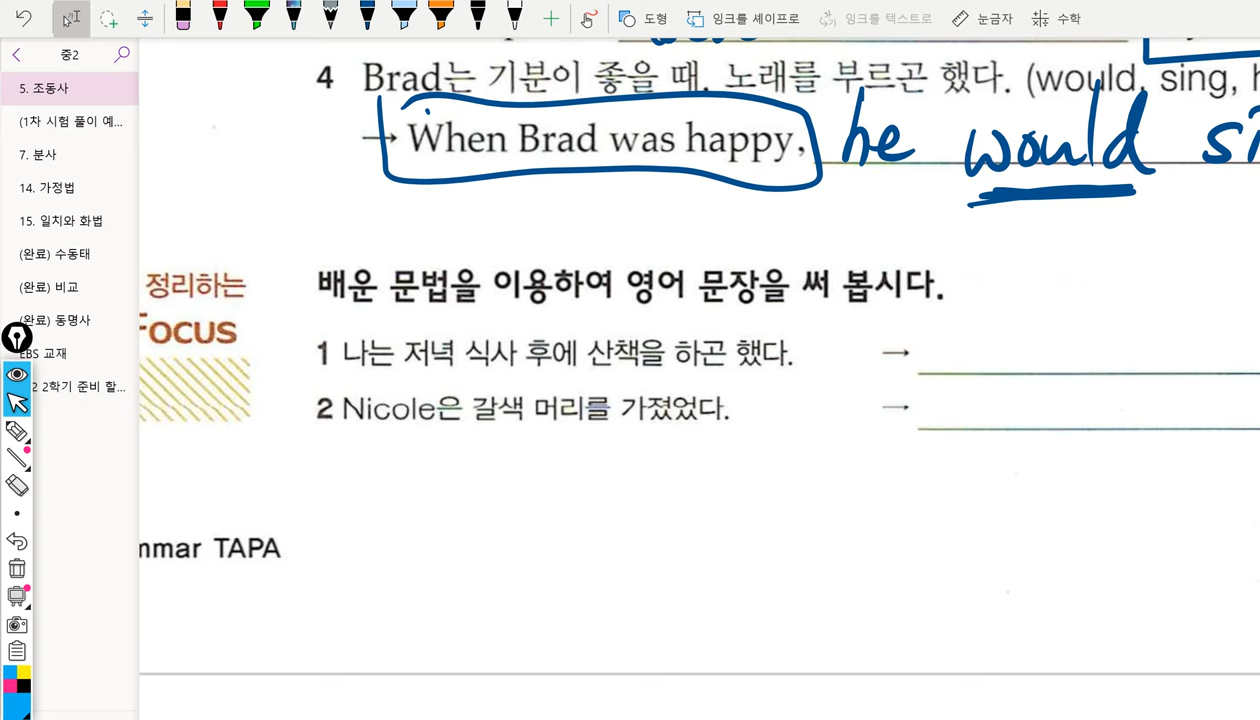 도형
잉크를 셰이프로
잉크를 텍스트로
눈금자
수학
중2
5. 조동사
(1차 시험 풀이 예...
7. 분사
14. 가정법
15. 일치와 화법
(완료) 수동태
(완료) 비교
(완료) 동명사
EBS 교재
2 2학기 준비 할...
4 Brad는 기분이 좋을 때, 노래를 부르곤 했다. (would, sing, h
→ When Brad was happy, he would si
정리하는
Focus
배운 문법을 이용하여 영어 문장을 써 봅시다.
1 나는 저녁 식사 후에 산책을 하곤 했다. →
2 Nicole은 갈색 머리를 가졌었다. →
mmar TAPA